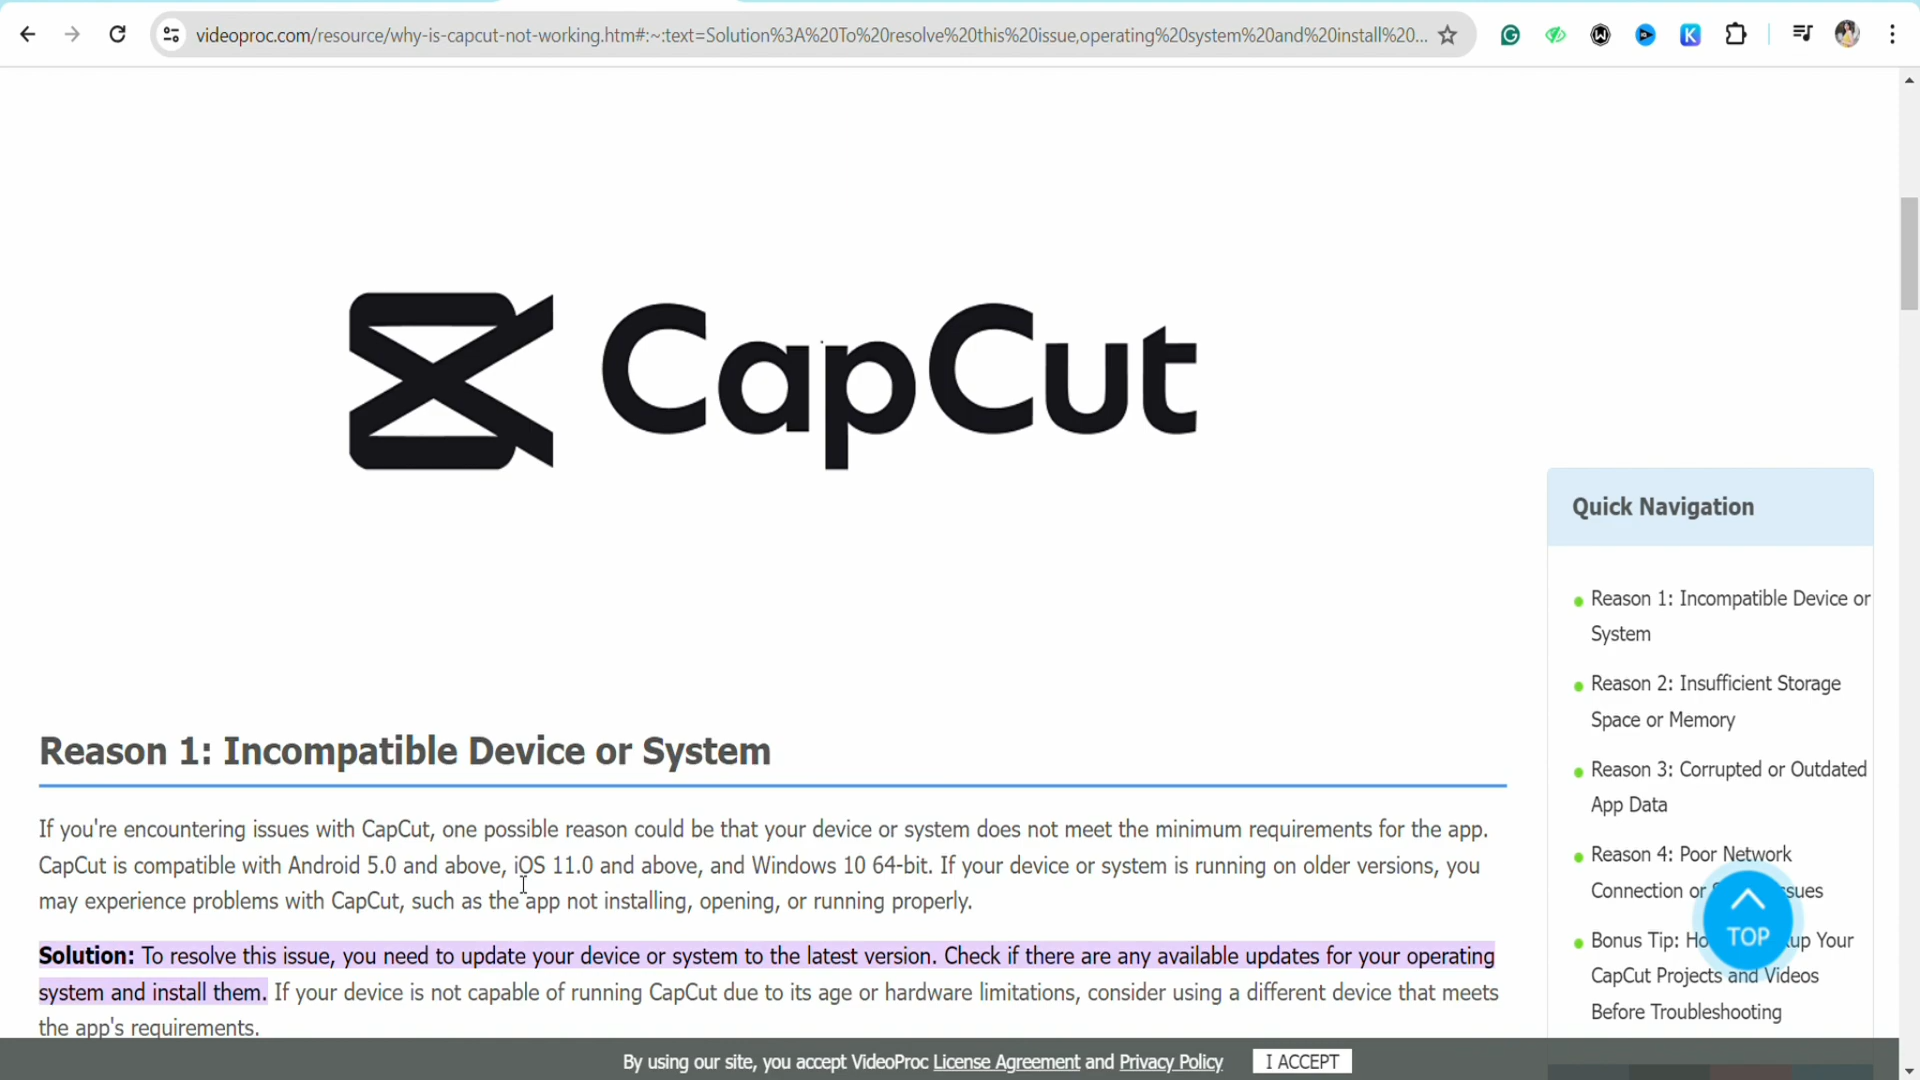 videoproc.com/resource/why-is-capcut-not-working.htm#:~:text=Solution%3A%20To%20resolve%20this%20issue,operating%20system%20and%20install%20...
CapCut
Quick Navigation
Reason 1: Incompatible Device or
System
Reason 2: Insufficient Storage
Space or Memory
Reason 3: Corrupted or Outdated
App Data
Reason 4: Poor Network
Connection or
TOP
Bonus Tip:
Your
CapCut Projects and Videos
Before Troubleshooting
Reason 1: Incompatible Device or System
If you're encountering issues with CapCut, one possible reason could be that your device or system does not meet the minimum requirements for the app.
CapCut is compatible with Android 5.0 and above, iOS 11.0 and above, and Windows 10 64-bit. If your device or system is running on older versions, you
may experience problems with CapCut, such as the app not installing, opening, or running properly.
Solution: To resolve this issue, you need to update your device or system to the latest version. Check if there are any available updates for your operating
system and install them. If your device is not capable of running CapCut due to its age or hardware limitations, consider using a different device that meets
the app's requirements.
By using our site, you accept VideoProc License Agreement and Privacy Policy
I ACCEPT